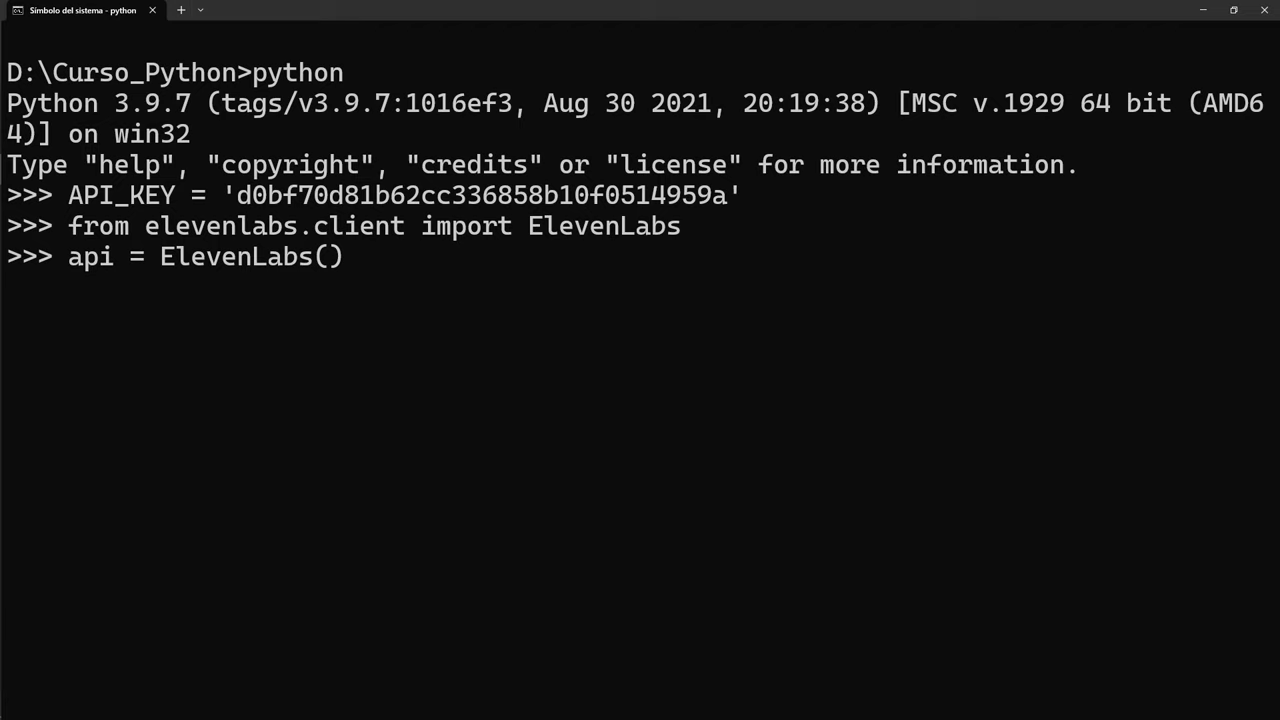 Símbolo del sistema - python
D:\Curso_Python>python
Python 3.9.7 (tags/v3.9.7:1016ef3, Aug 30 2021, 20:19:38) [MSC v.1929 64 bit (AMD6
4)] on win32
Type "help", "copyright", "credits" or "license" for more information.
>>> API_KEY = 'd0bf70d81b62cc336858b10f0514959a'
>>> from elevenlabs.client import ElevenLabs
>>> api = ElevenLabs()